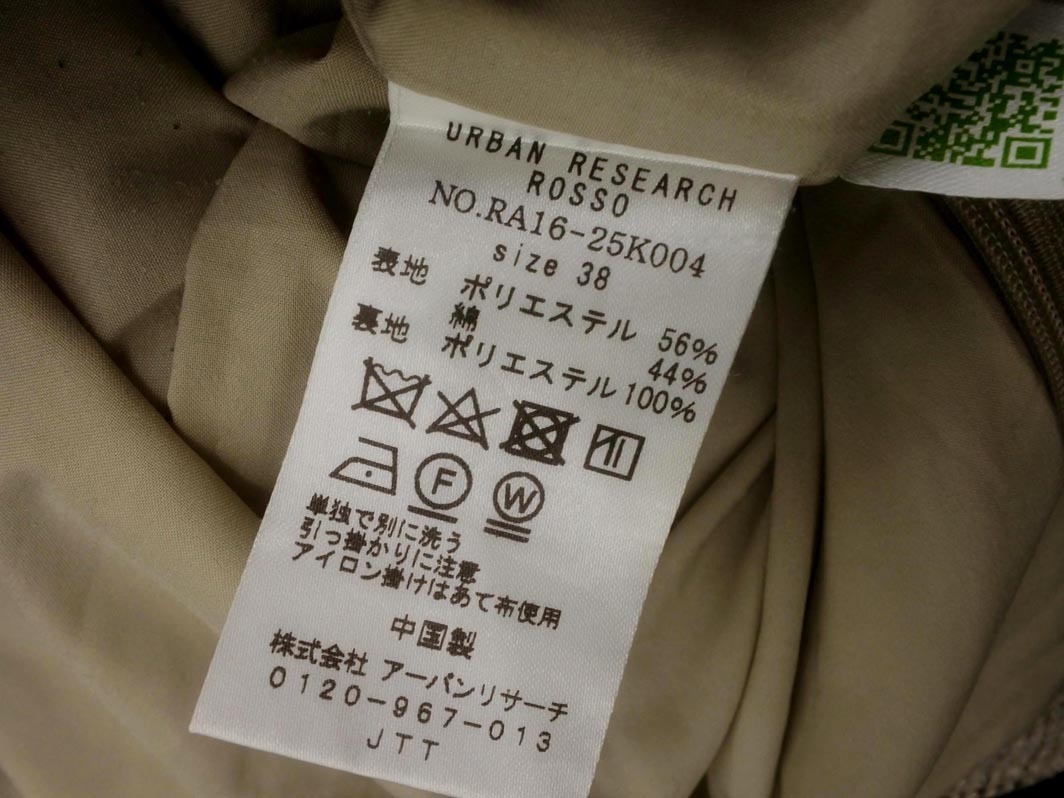 URBAN RESEARCH
ROSSO
NO.RA16-25K004
size 38
表地 ポリエステル 56%
綿 44%
裏地 ポリエステル 100%
F W
単独で別に洗う
引っ掛かりに注意
アイロン掛けはあて布使用
中国製
株式会社 アーバンリサーチ
0120-967-013
JTT